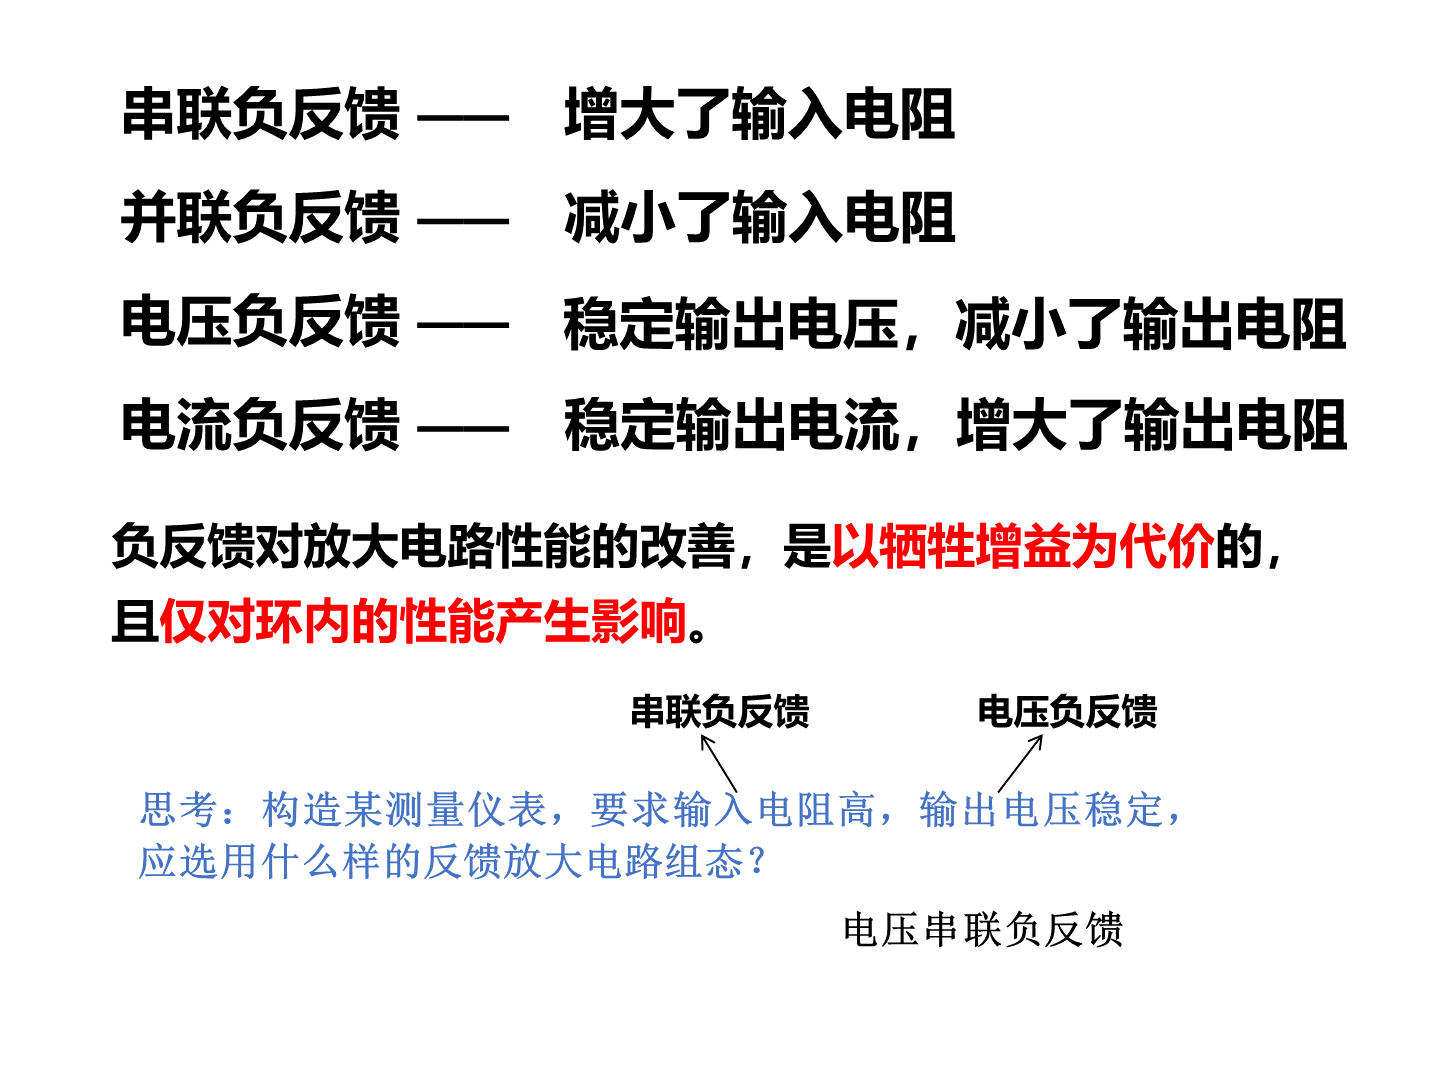 串联负反馈 —— 增大了输入电阻
并联负反馈 —— 减小了输入电阻
电压负反馈 —— 稳定输出电压，减小了输出电阻
电流负反馈 —— 稳定输出电流，增大了输出电阻
负反馈对放大电路性能的改善，是以牺牲增益为代价的，
且仅对环内的性能产生影响。
串联负反馈 电压负反馈
思考：构造某测量仪表，要求输入电阻高，输出电压稳定，
应选用什么样的反馈放大电路组态？
电压串联负反馈